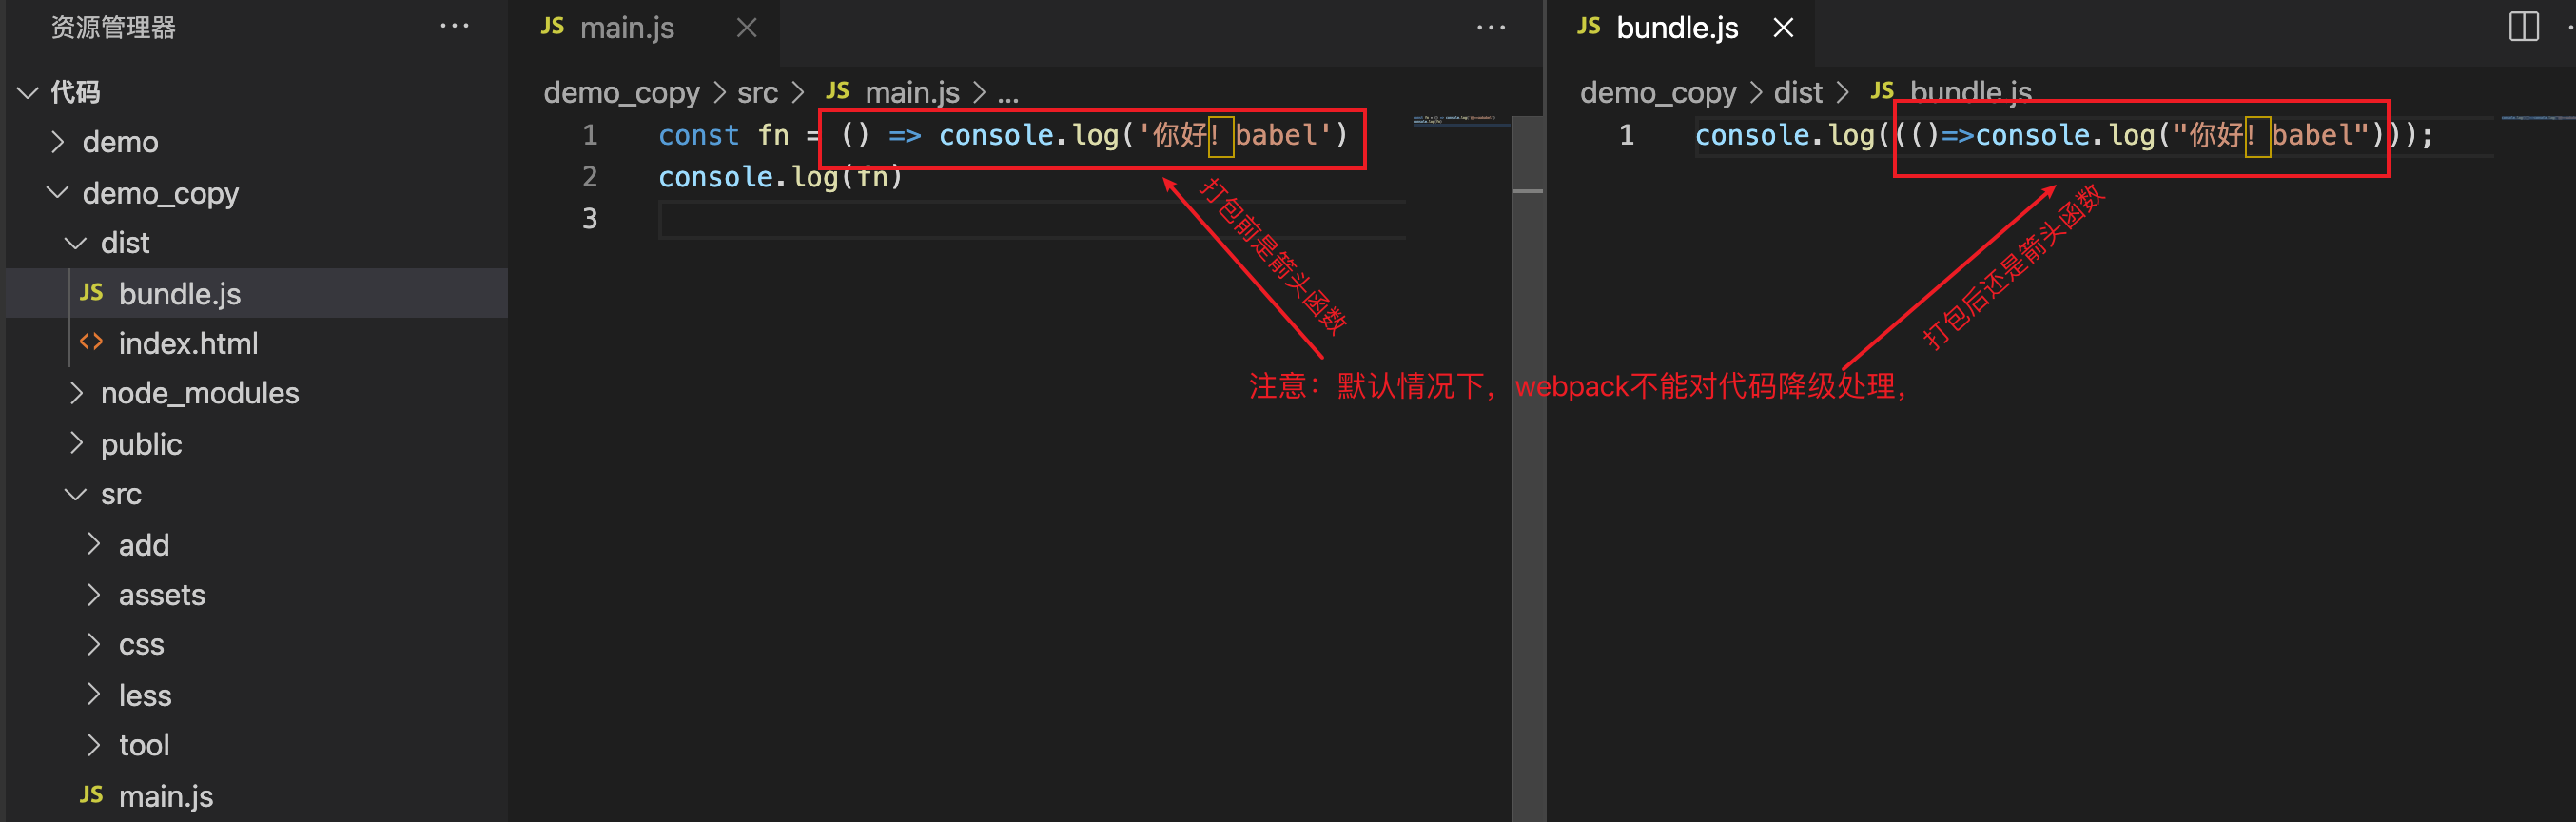 资源管理器
代码
demo
demo_copy
dist
JS bundle.js
<> index.html
node_modules
public
src
add
assets
css
less
tool
JS main.js
JS main.js
demo_copy > src > JS main.js > ...
1 const fn = () => console.log('你好！babel')
2 console.log(fn)
3
打包前是箭头函数
JS bundle.js
demo_copy > dist > JS bundle.js
1 console.log((()=>console.log("你好！babel")));
打包后还是箭头函数
注意：默认情况下，webpack不能对代码降级处理，